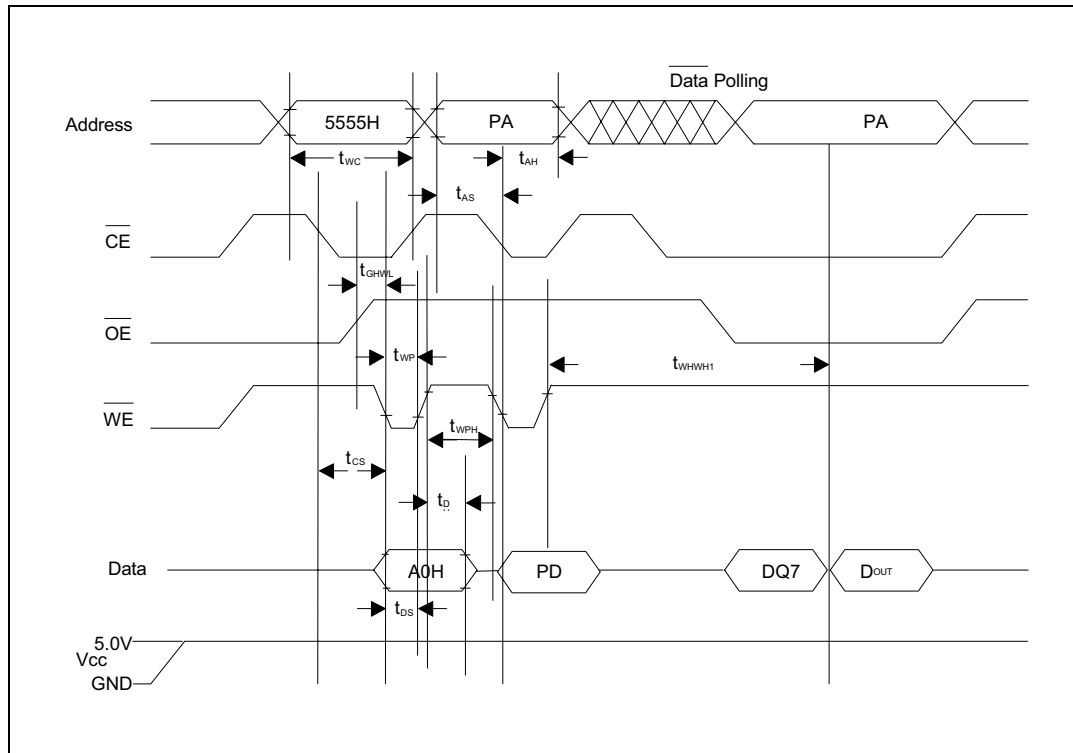 Data Polling
Address
5555H
PA
PA
tWC
tAH
tAS
CE
tGHWL
OE
tWP
tWHWH1
WE
tWPH
tCS
tD
Data
A0H
PD
DQ7
DOUT
tDS
5.0V
Vcc
GND